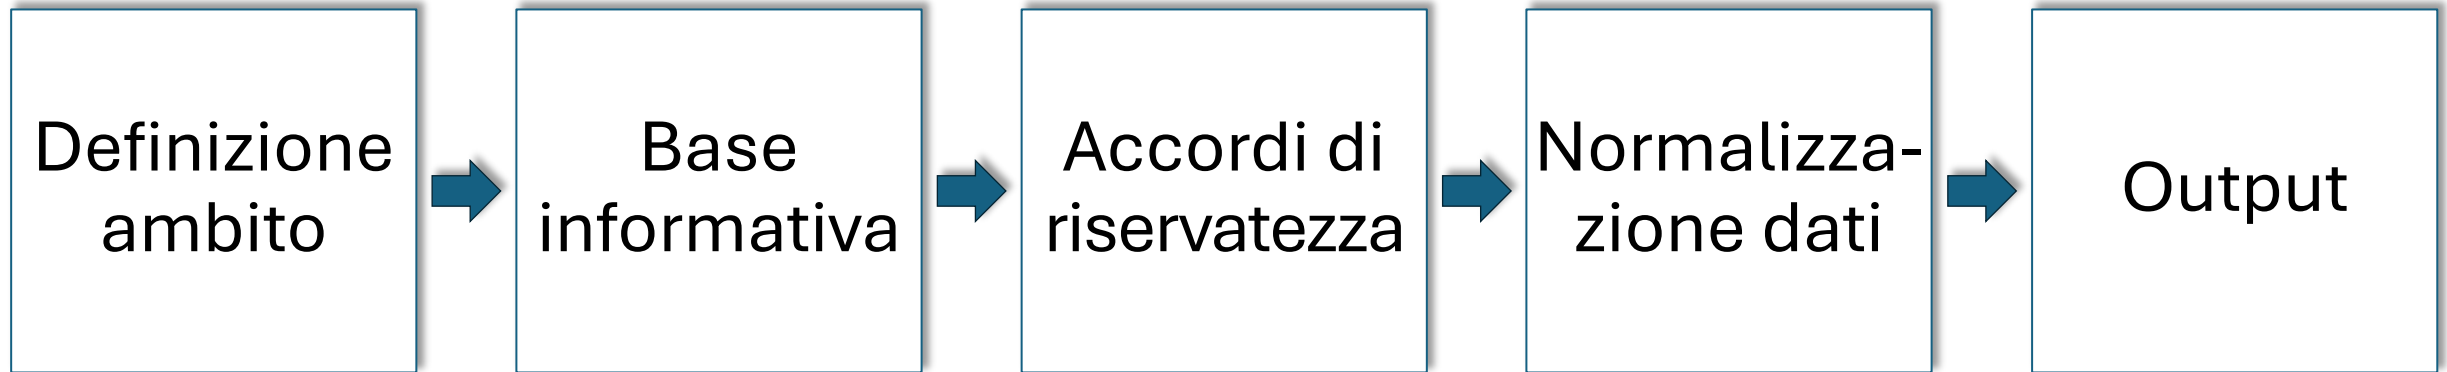 Definizione
ambito
Base
informativa
Accordi di
riservatezza
Normalizza-
zione dati
Output